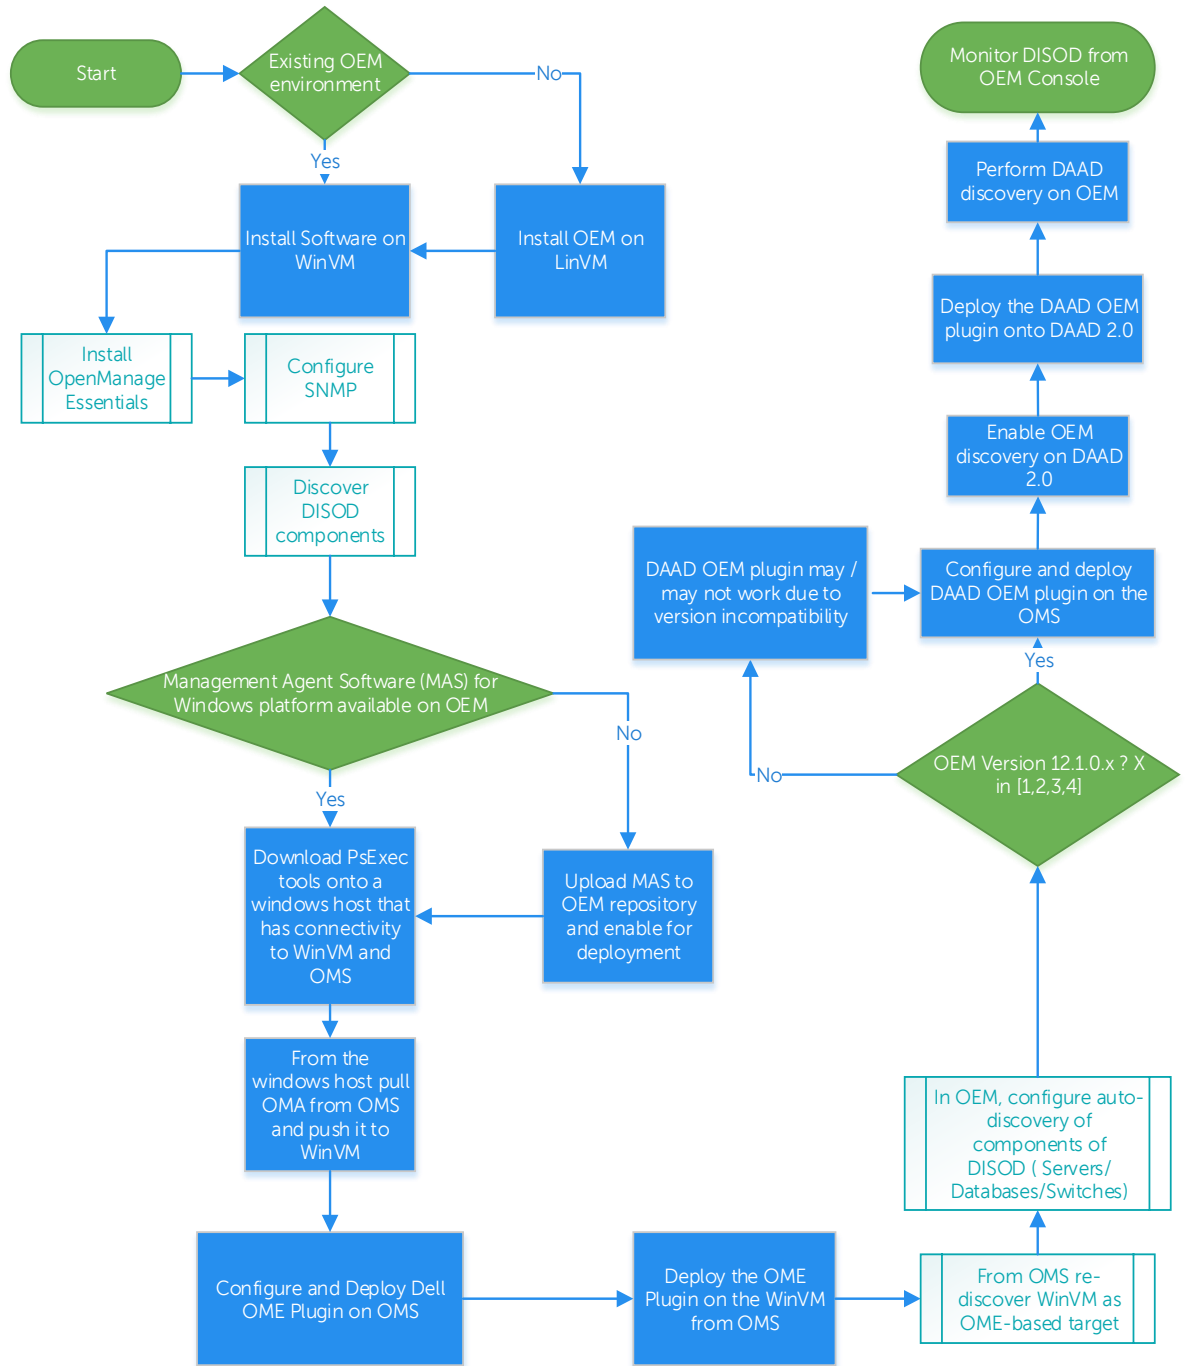 Start
Existing OEM
environment
No
Yes
Install Software on
WinVM
Install OEM on
LinVM
Install
OpenManage
Essentials
Configure
SNMP
Discover
DISOD
components
Management Agent Software (MAS) for
Windows platform available on OEM
No
Yes
Download PsExec
tools onto a
windows host that
has connectivity
to WinVM and
OMS
Upload MAS to
OEM repository
and enable for
deployment
From the
windows host pull
OMA from OMS
and push it to
WinVM
Configure and Deploy Dell
OME Plugin on OMS
Deploy the OME
Plugin on the WinVM
from OMS
From OMS re-
discover WinVM as
OME-based target
In OEM, configure auto-
discovery of
components of
DISOD ( Servers/
Databases/Switches)
OEM Version 12.1.0.x ? X
in [1,2,3,4]
No
Yes
DAAD OEM plugin may /
may not work due to
version incompatibility
Configure and deploy
DAAD OEM plugin on the
OMS
Enable OEM
discovery on DAAD
2.0
Deploy the DAAD OEM
plugin onto DAAD 2.0
Perform DAAD
discovery on OEM
Monitor DISOD from
OEM Console